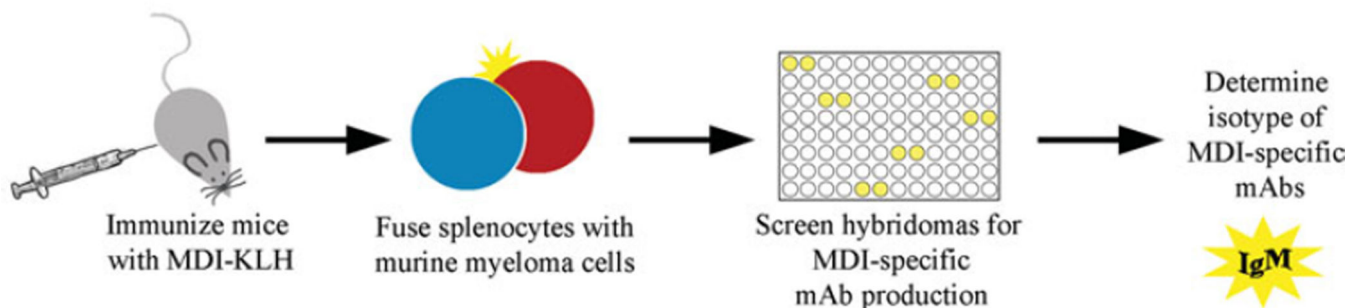 Immunize mice
with MDI-KLH
Fuse splenocytes with
murine myeloma cells
Screen hybridomas for
MDI-specific
mAb production
Determine
isotype of
MDI-specific
mAbs
IgM